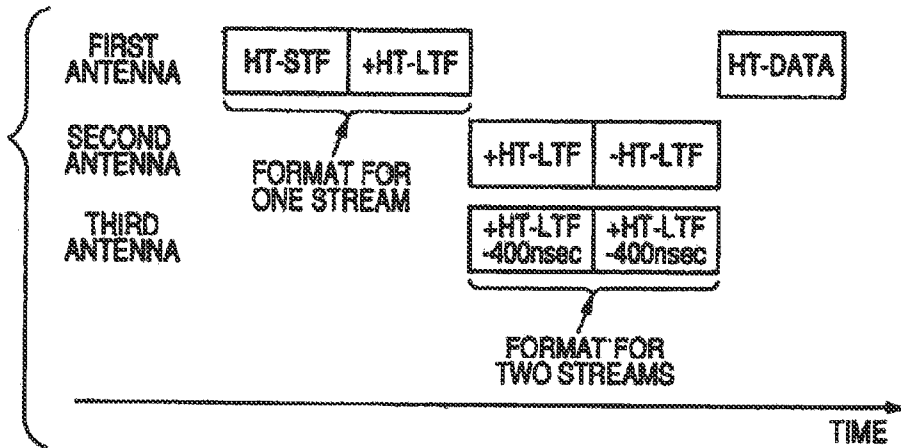 FIRST
ANTENNA
HT-STF
+HT-LTF
HT-DATA
SECOND
ANTENNA
+HT-LTF
-HT-LTF
FORMAT FOR
ONE STREAM
THIRD
ANTENNA
+HT-LTF
-400nsec
+HT-LTF
-400nsec
FORMAT FOR
TWO STREAMS
TIME